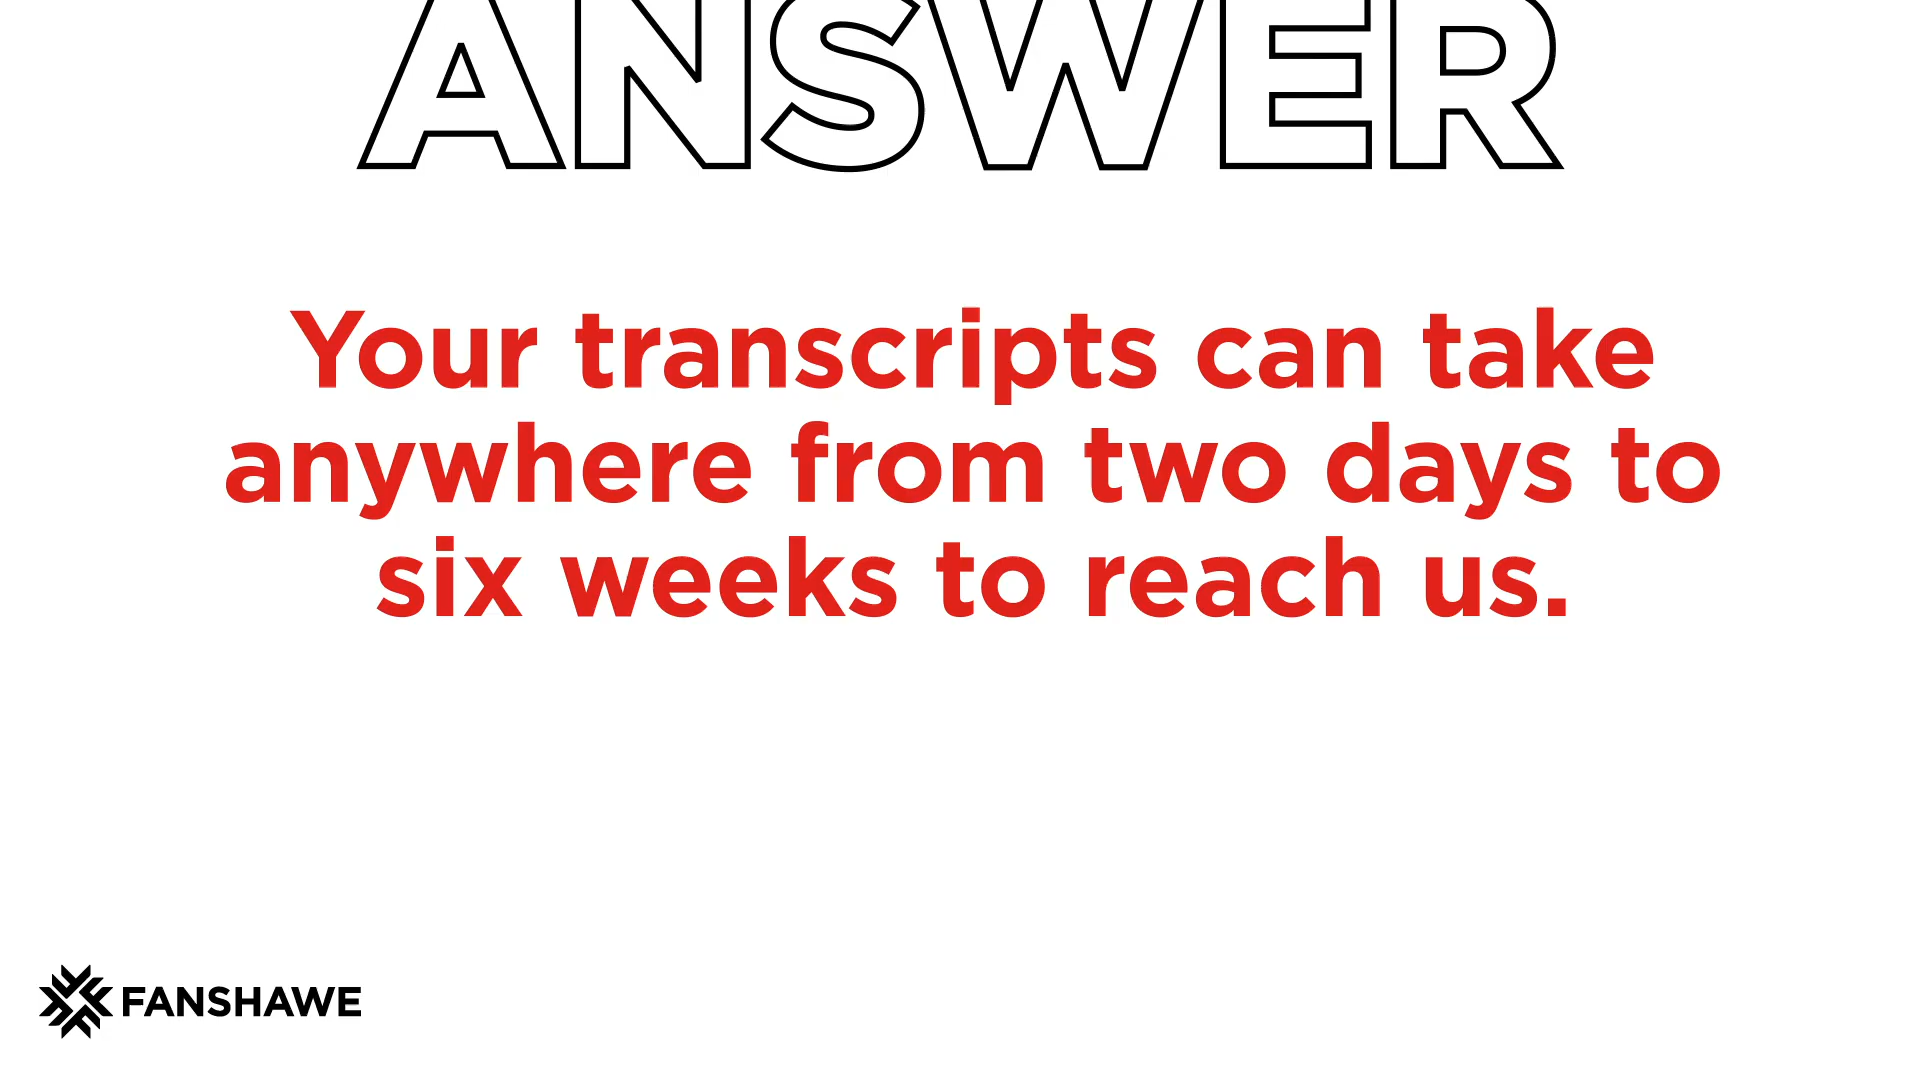 ANSWER
Your transcripts can take
anywhere from two days to
six weeks to reach us.
FANSHAWE